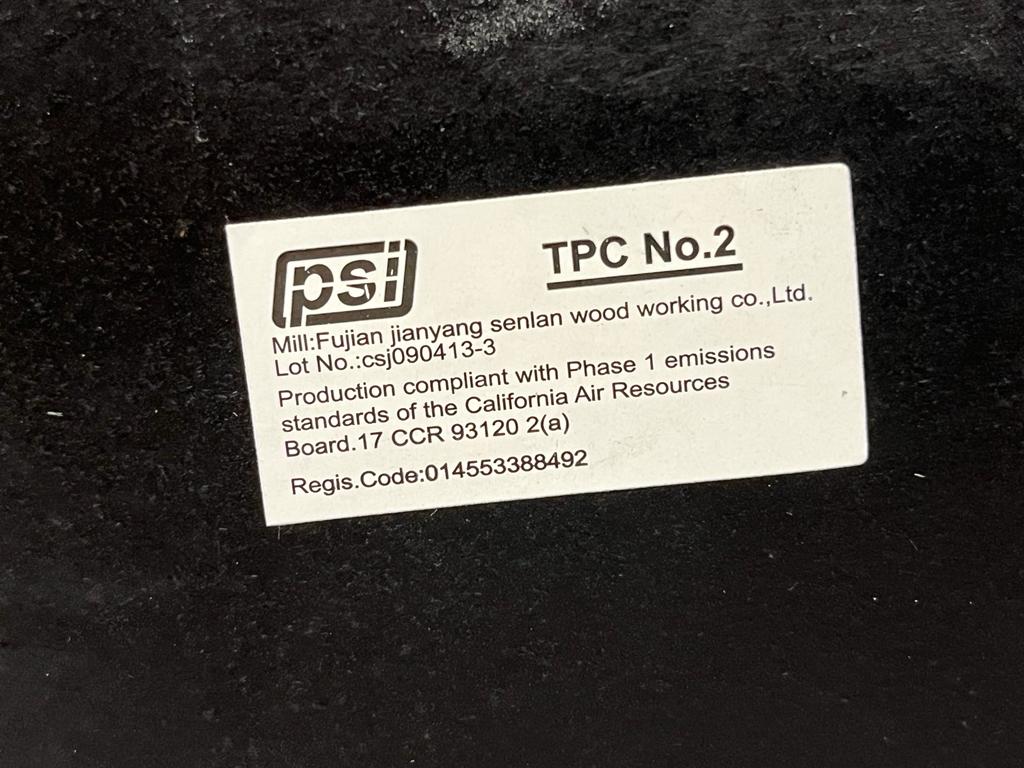 psi
TPC No.2
Mill:Fujian jianyang senlan wood working co.,Ltd.
Lot No.:csj090413-3
Production compliant with Phase 1 emissions
standards of the California Air Resources
Board.17 CCR 93120 2(a)
Regis.Code:014553388492